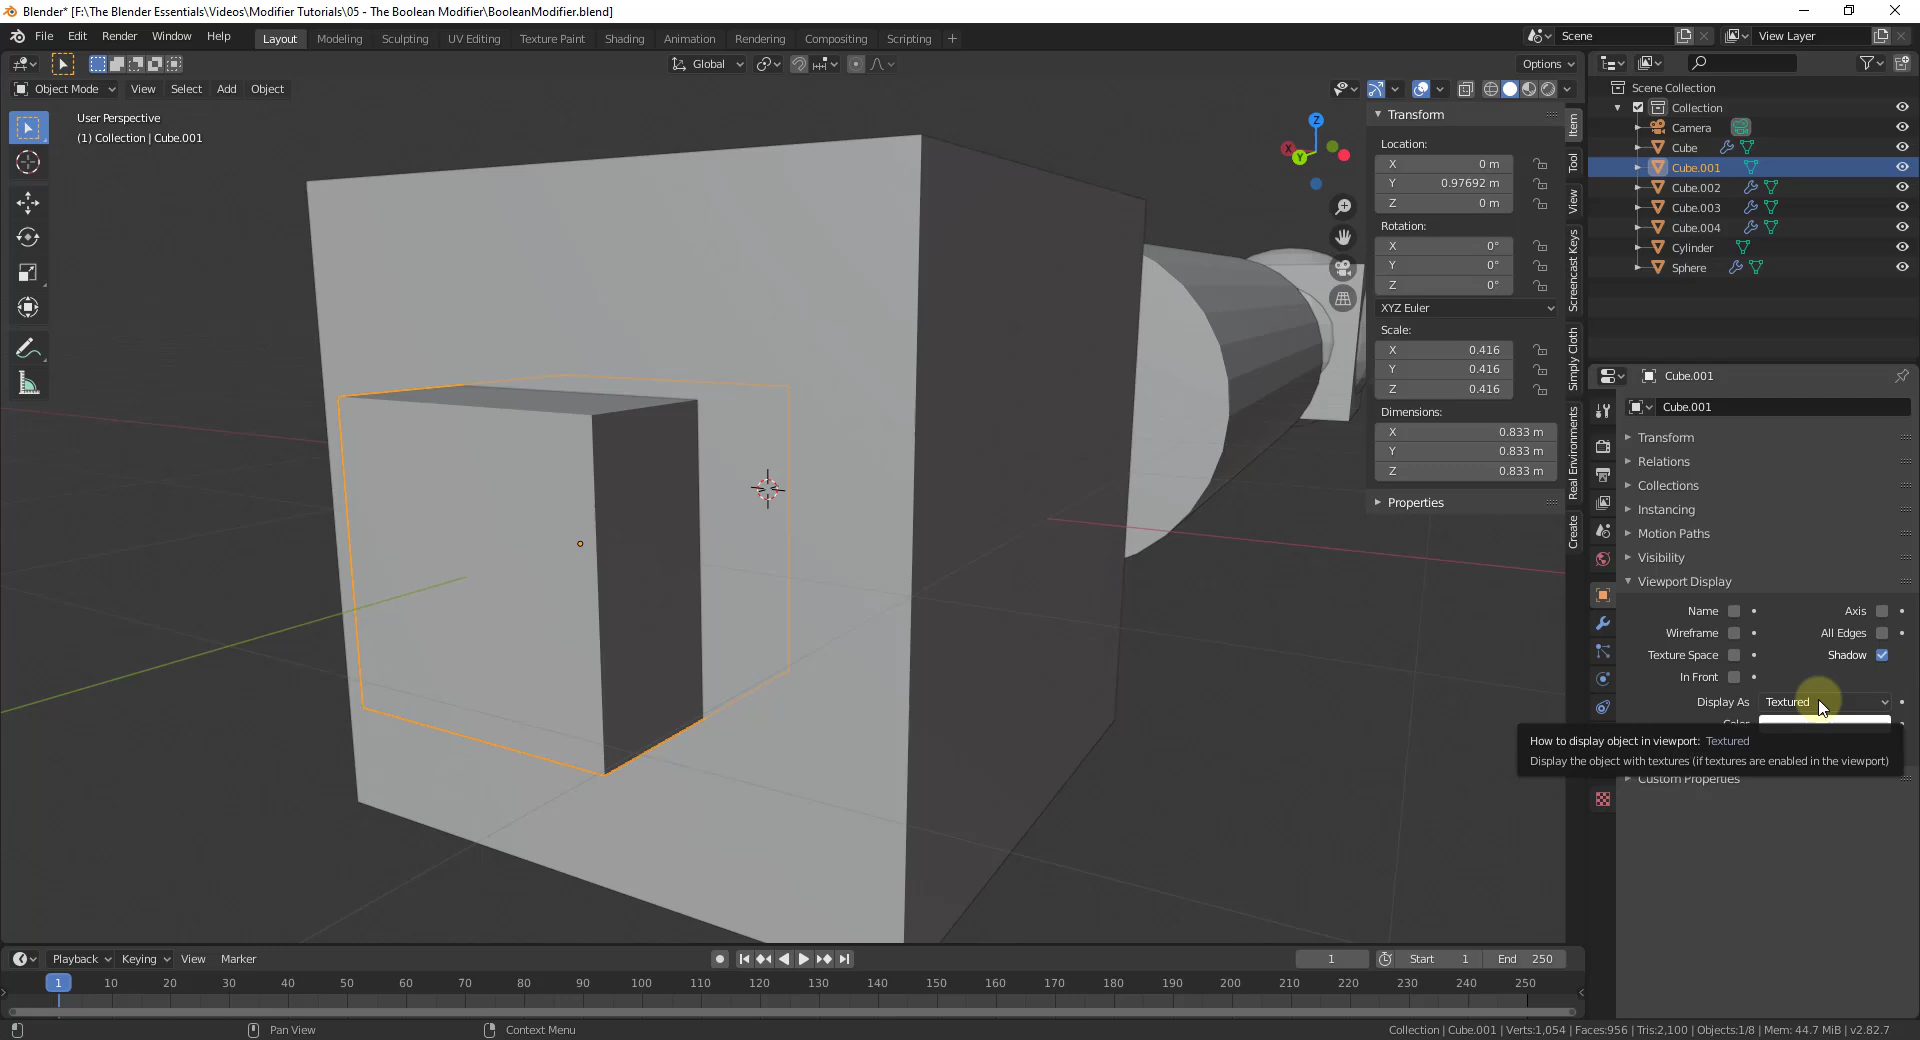 Blender* [F:\The Blender Essentials\Videos\Modifier Tutorials\05 - The Boolean Modifier\BooleanModifier.blend]
File Edit Render Window Help Layout Modeling Sculpting UV Editing Texture Paint Shading Animation Rendering Compositing Scripting + Scene View Layer
Global Options
Object Mode View Select Add Object
User Perspective
(1) Collection | Cube.001
Z
X
Y
Transform
Location:
X 0 m
Y 0.97692 m
Z 0 m
Rotation:
X 0°
Y 0°
Z 0°
XYZ Euler
Scale:
X 0.416
Y 0.416
Z 0.416
Dimensions:
X 0.833 m
Y 0.833 m
Z 0.833 m
Properties
Item
Tool
View
Screencast Keys
Simply Cloth
Real Environments
Create
Scene Collection
Collection
Camera
Cube
Cube.001
Cube.002
Cube.003
Cube.004
Cylinder
Sphere
Cube.001
Cube.001
Transform
Relations
Collections
Instancing
Motion Paths
Visibility
Viewport Display
Name Axis
Wireframe All Edges
Texture Space Shadow
In Front
Display As Textured
Color
How to display object in viewport: Textured
Display the object with textures (if textures are enabled in the viewport)
Custom Properties
Playback Keying View Marker 1 Start 1 End 250
1 10 20 30 40 50 60 70 80 90 100 110 120 130 140 150 160 170 180 190 200 210 220 230 240 250
Pan View Context Menu Collection | Cube.001 | Verts:1,054 | Faces:956 | Tris:2,100 | Objects:1/8 | Mem: 44.7 MiB | v2.82.7